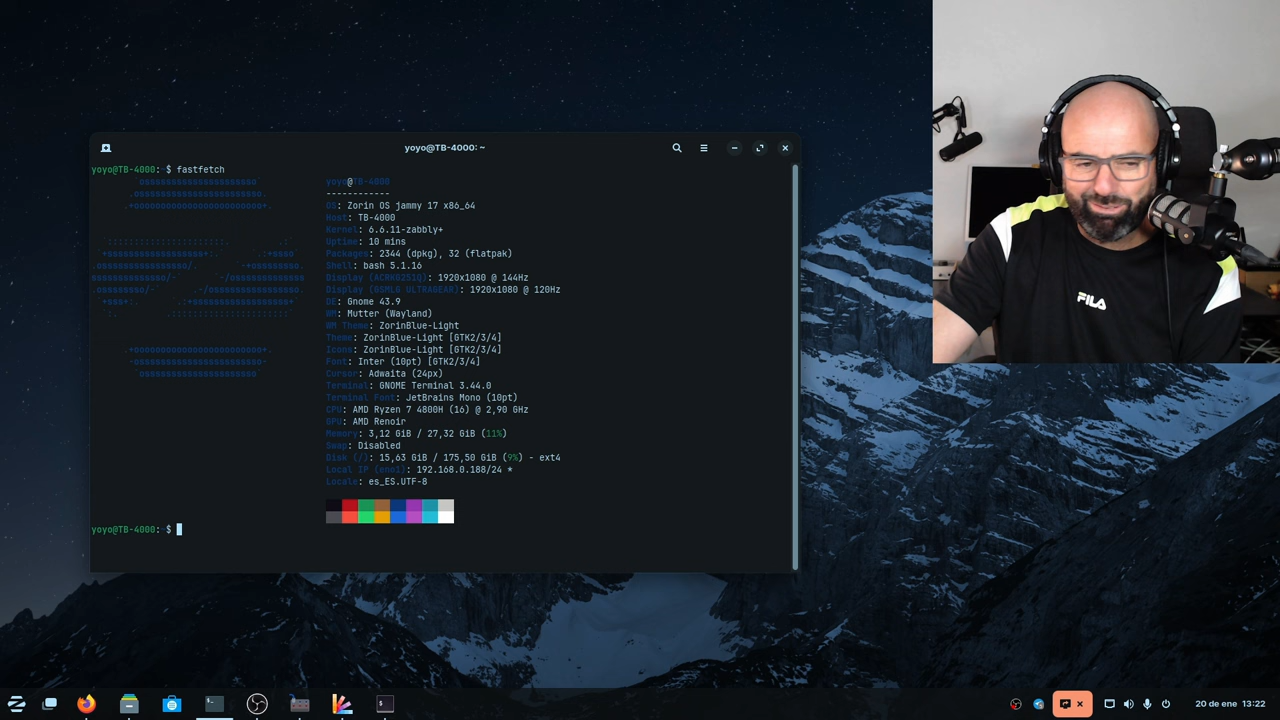 yoyo@TB-4000: ~
yoyo@TB-4000:~$ fastfetch
yoyo@TB-4000
------------
OS: Zorin OS jammy 17 x86_64
Host: TB-4000
Kernel: 6.6.11-zabbly+
Uptime: 10 mins
Packages: 2344 (dpkg), 32 (flatpak)
Shell: bash 5.1.16
Display (ACR0251Q): 1920x1080 @ 144Hz
Display (GSMLG ULTRAGEAR): 1920x1080 @ 120Hz
DE: Gnome 43.9
WM: Mutter (Wayland)
WM Theme: ZorinBlue-Light
Theme: ZorinBlue-Light [GTK2/3/4]
Icons: ZorinBlue-Light [GTK2/3/4]
Font: Inter (10pt) [GTK2/3/4]
Cursor: Adwaita (24px)
Terminal: GNOME Terminal 3.44.0
Terminal Font: JetBrains Mono (10pt)
CPU: AMD Ryzen 7 4800H (16) @ 2,90 GHz
GPU: AMD Renoir
Memory: 3,12 GiB / 27,32 GiB (11%)
Swap: Disabled
Disk (/): 15,63 GiB / 175,50 GiB (9%) - ext4
Local IP (eno1): 192.168.0.188/24 *
Locale: es_ES.UTF-8
yoyo@TB-4000:~$
FILA
20 de ene 13:22